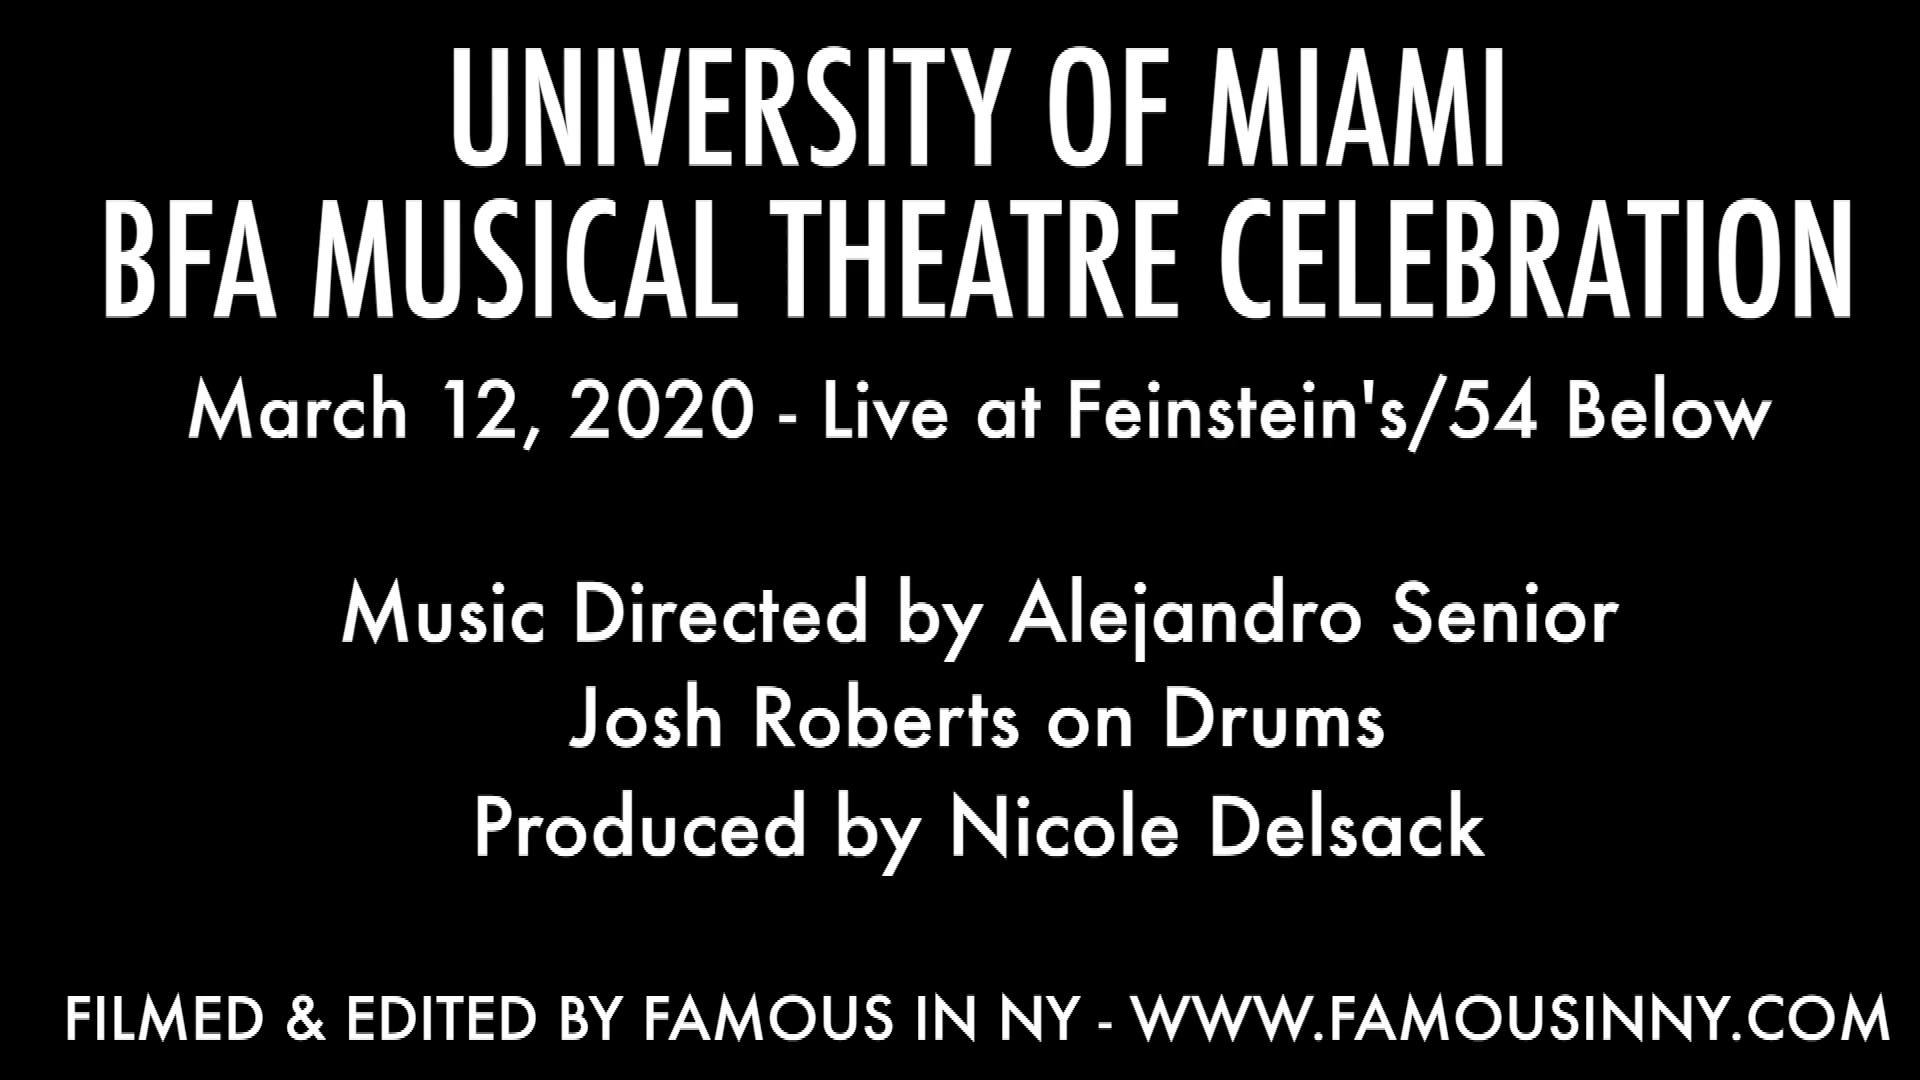 UNIVERSITY OF MIAMI
BFA MUSICAL THEATRE CELEBRATION
March 12, 2020 - Live at Feinstein's/54 Below
Music Directed by Alejandro Senior
Josh Roberts on Drums
Produced by Nicole Delsack
FILMED & EDITED BY FAMOUS IN NY - WWW.FAMOUSINNY.COM